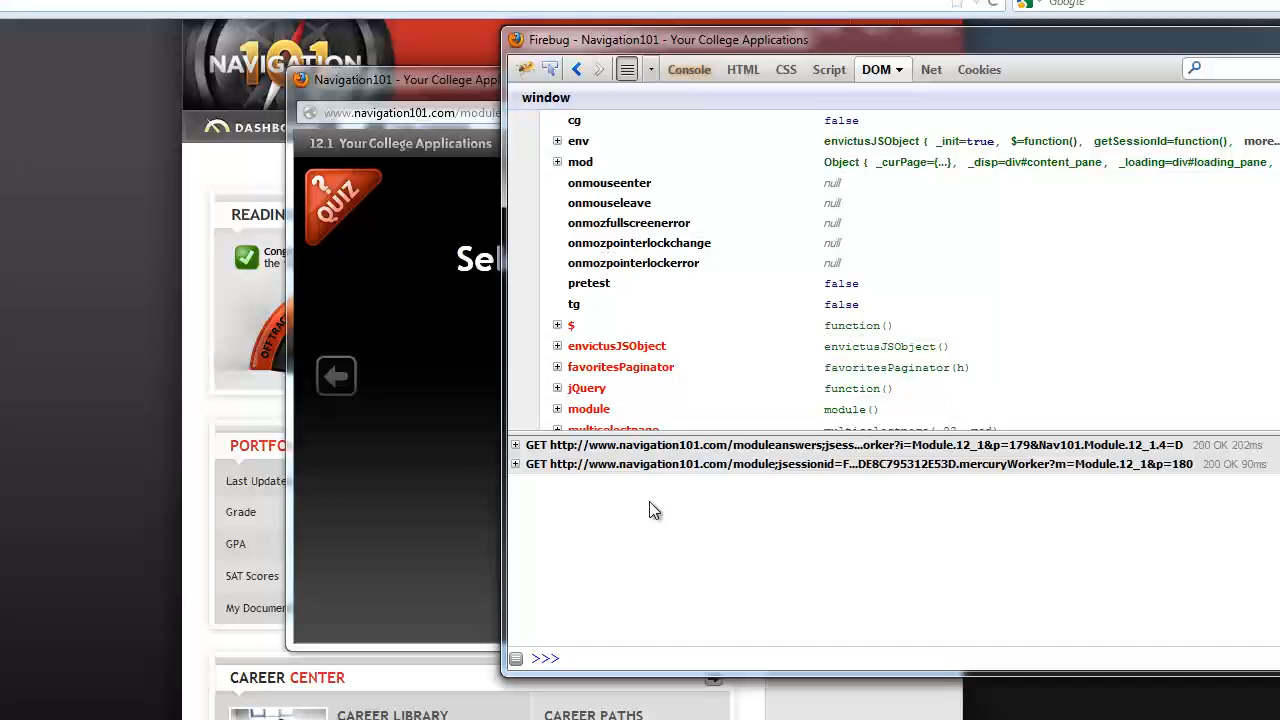 Google
NAVIGATION
101
DASHBO
READIN
Cong
the
OFF TRAC
PORTFO
Last Update
Grade
GPA
SAT Scores
My Documen
CAREER CENTER
CAREER LIBRARY
CAREER PATHS
Navigation101 - Your College App
www.navigation101.com/module
12.1 Your College Applications
? QUIZ
Sel
Firebug - Navigation101 - Your College Applications
Console HTML CSS Script DOM Net Cookies
window
cg false
env envictusJSObject { _init=true, $=function(), getSessionId=function(), more...
mod Object { _curPage={...}, _disp=div#content_pane, _loading=div#loading_pane,
onmouseenter null
onmouseleave null
onmozfullscreenerror null
onmozpointerlockchange null
onmozpointerlockerror null
pretest false
tg false
$ function()
envictusJSObject envictusJSObject()
favoritesPaginator favoritesPaginator(h)
jQuery function()
module module()
GET http://www.navigation101.com/moduleanswers;jsess...orker?i=Module.12_1&p=179&Nav101.Module.12_1.4=D 200 OK 202ms
GET http://www.navigation101.com/module;jsessionid=F...DE8C795312E53D.mercuryWorker?m=Module.12_1&p=180 200 OK 90ms
>>>